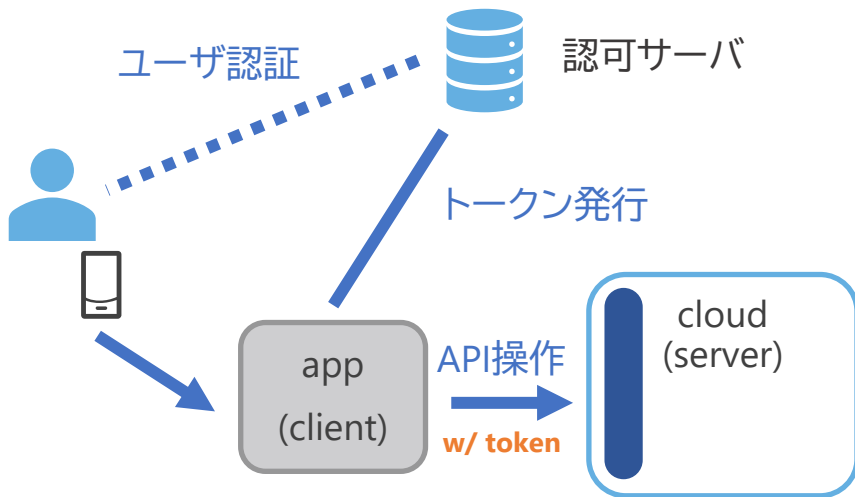 ユーザ認証
認可サーバ
トークン発行
app
(client)
API操作
w/ token
cloud
(server)